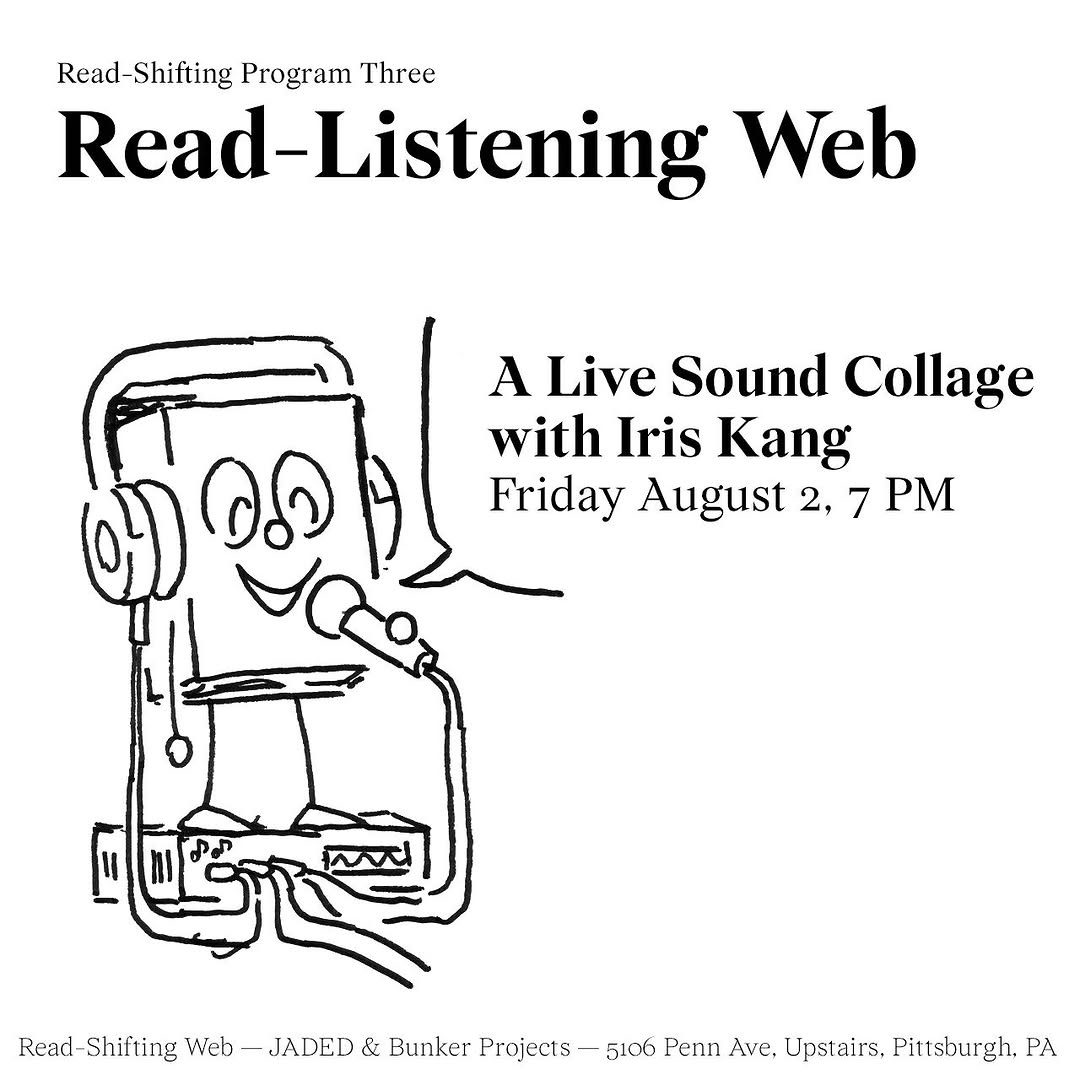 Read-Shifting Program Three
Read-Listening Web
A Live Sound Collage
with Iris Kang
Friday August 2, 7 PM
Read-Shifting Web — JADED & Bunker Projects — 5106 Penn Ave, Upstairs, Pittsburgh, PA